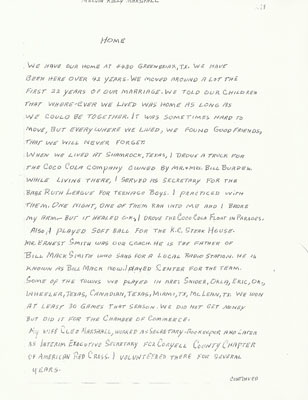 KELLY MARSHALL
HOME
WE HAVE OUR HOME AT 4480 GREENBRIAR, TX. WE HAVE
BEEN HERE OVER 42 YEARS. WE MOVED AROUND A LOT THE
FIRST 22 YEARS OF OUR MARRIAGE. WE TOLD OUR CHILDREN
THAT WHERE-EVER WE LIVED WAS HOME AS LONG AS
WE COULD BE TOGETHER. IT WAS SOMETIMES HARD TO
MOVE, BUT EVERYWHERE WE LIVED, WE FOUND GOOD FRIENDS,
THAT WE WILL NEVER FORGET.
WHEN WE LIVED AT SHAMROCK, TEXAS, I DROVE A TRUCK FOR
THE COCO COLA COMPANY OWNED BY MR. & MRS. BILL
WHILE LIVING THERE, I SERVED AS SECRETARY FOR THE
BABE RUTH LEAGUE FOR TEENAGE BOYS. I PRACTICED WITH
THEM. ONE NIGHT, ONE OF THEM RAN INTO ME AND I BROKE
MY ARM. BUT IT HEALED O.K. I DROVE THE COCO COLA FLOAT IN PARADES.
ALSO, I PLAYED SOFT BALL FOR THE K.C. STEAK HOUSE.
MR. ERNEST SMITH WAS OUR COACH. HE IS THE FATHER OF
BILL MACK SMITH WHO SANG FOR A LOCAL RADIO STATION. HE IS
KNOWN AS BILL MACK NOW. I PLAYED CENTER FOR THE TEAM.
SOME OF THE TOWNS WE PLAYED IN ARE: SNIDER, OKLA, ERIC, OK,
WHEELER, TEXAS, CANADIAN, TEXAS, MIAMI, TX, MCLEAN, TX. WE WON
AT LEAST 30 GAMES THAT SEASON. WE DID NOT GET MONEY
BUT DID IT FOR THE CHAMBER OF COMMERCE.
MY WIFE CLEO MARSHALL, WORKED AS SECRETARY-BOOKKEEPER AND LATER
AS INTERIM EXECUTIVE SECRETARY FOR CORYELL COUNTY CHAPTER
OF AMERICAN RED CROSS. I VOLUNTEERED THERE FOR SEVERAL
YEARS.
CONTINUED